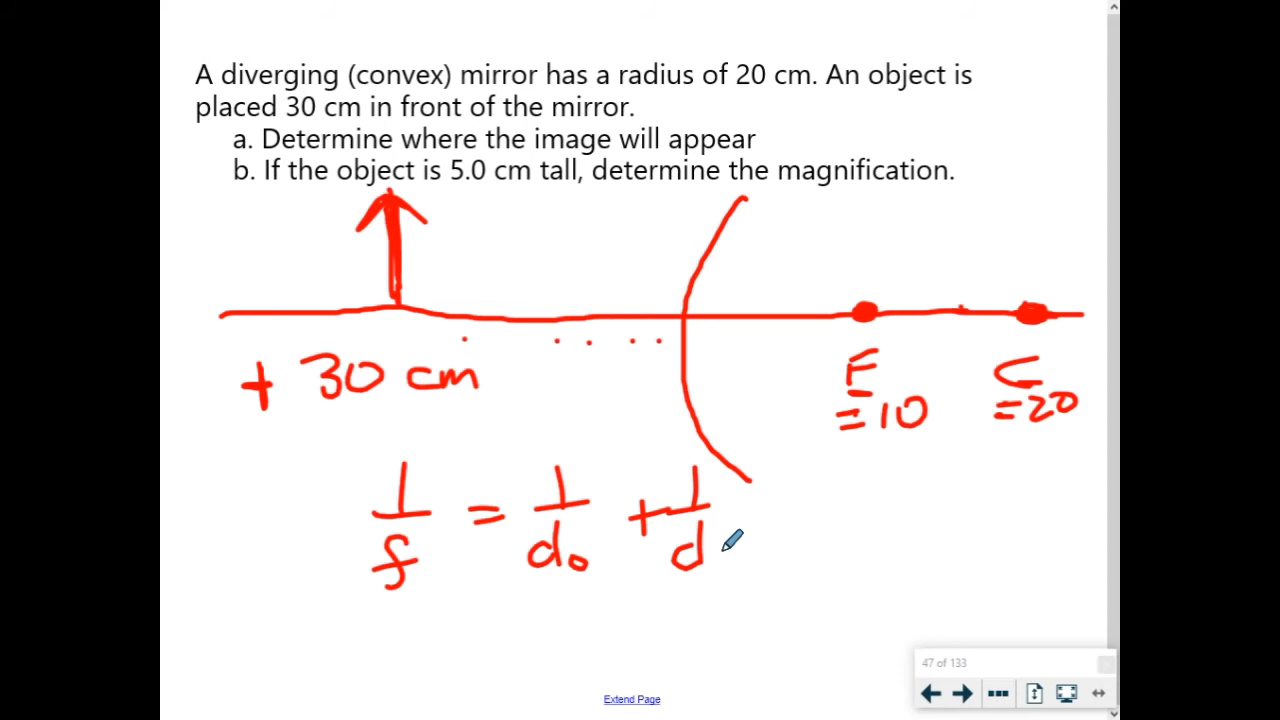 A diverging (convex) mirror has a radius of 20 cm. An object is
placed 30 cm in front of the mirror.
a. Determine where the image will appear
b. If the object is 5.0 cm tall, determine the magnification.
+ 30 cm
F
C
=10
=20
1/f = 1/do + 1/d
47 of 133
Extend Page